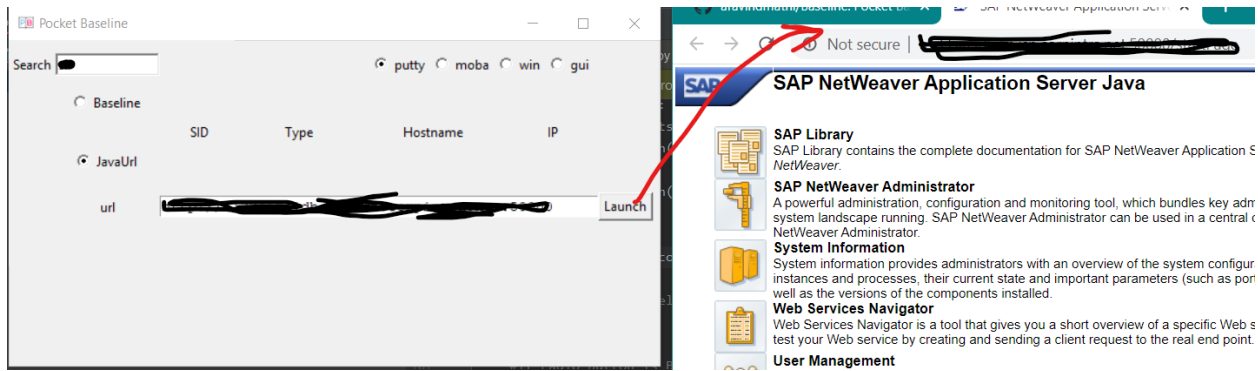 Pocket Baseline
Search
putty moba win gui
Baseline
SID Type Hostname IP
JavaUrl
url Launch
Not secure
SAP
SAP NetWeaver Application Server Java
SAP Library
SAP Library contains the complete documentation for SAP NetWeaver Application
NetWeaver.
SAP NetWeaver Administrator
A powerful administration, configuration and monitoring tool, which bundles key
system landscape running. SAP NetWeaver Administrator can be used in a central
NetWeaver Administrator.
System Information
System information provides administrators with an overview of the system
instances and processes, their current state and important parameters (such as
well as the versions of the components installed.
Web Services Navigator
Web Services Navigator is a tool that gives you a short overview of a specific Web
test your Web service by creating and sending a client request to the real end point.
User Management